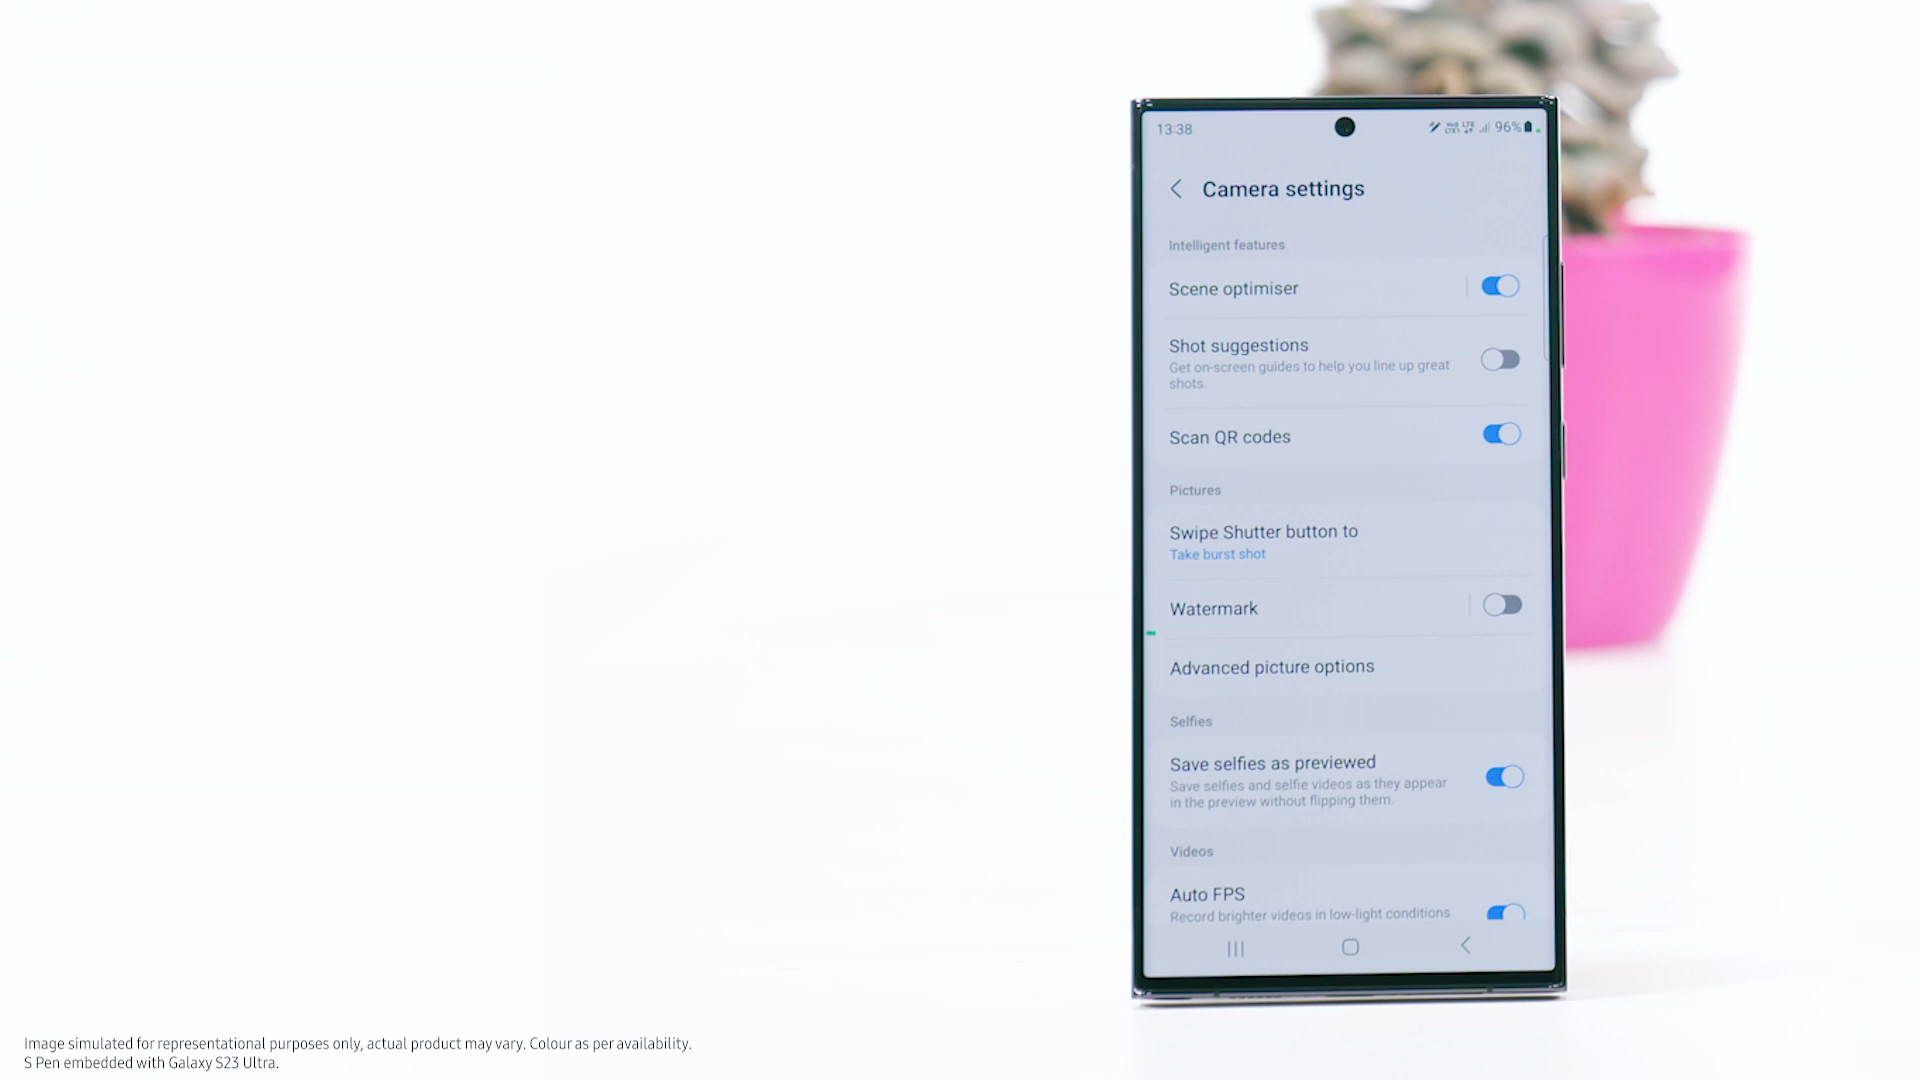 13:38
LTE
96%
Camera settings
Intelligent features
Scene optimiser
Shot suggestions
Get on-screen guides to help you line up great
shots.
Scan QR codes
Pictures
Swipe Shutter button to
Take burst shot
Watermark
Advanced picture options
Selfies
Save selfies as previewed
Save selfies and selfie videos as they appear
in the preview without flipping them.
Videos
Auto FPS
Record brighter videos in low-light conditions
Image simulated for representational purposes only, actual product may vary. Colour as per availability.
S Pen embedded with Galaxy S23 Ultra.